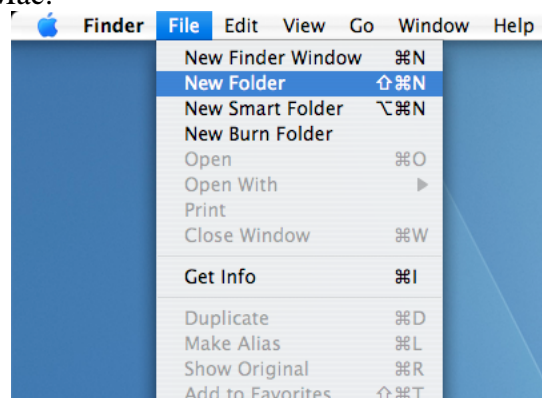 Mac.
Finder File Edit View Go Window Help
New Finder Window ⌘N
New Folder ⇧⌘N
New Smart Folder ⌥⌘N
New Burn Folder
Open ⌘O
Open With ▶
Print
Close Window ⌘W
Get Info ⌘I
Duplicate ⌘D
Make Alias ⌘L
Show Original ⌘R
Add to Favorites ⇧⌘T